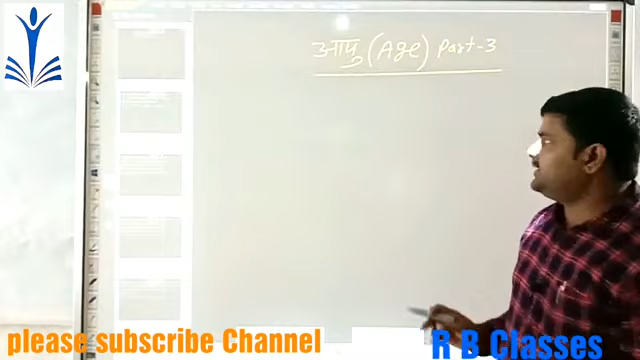 आयु (Age) Part-3
please subscribe Channel
R B Classes